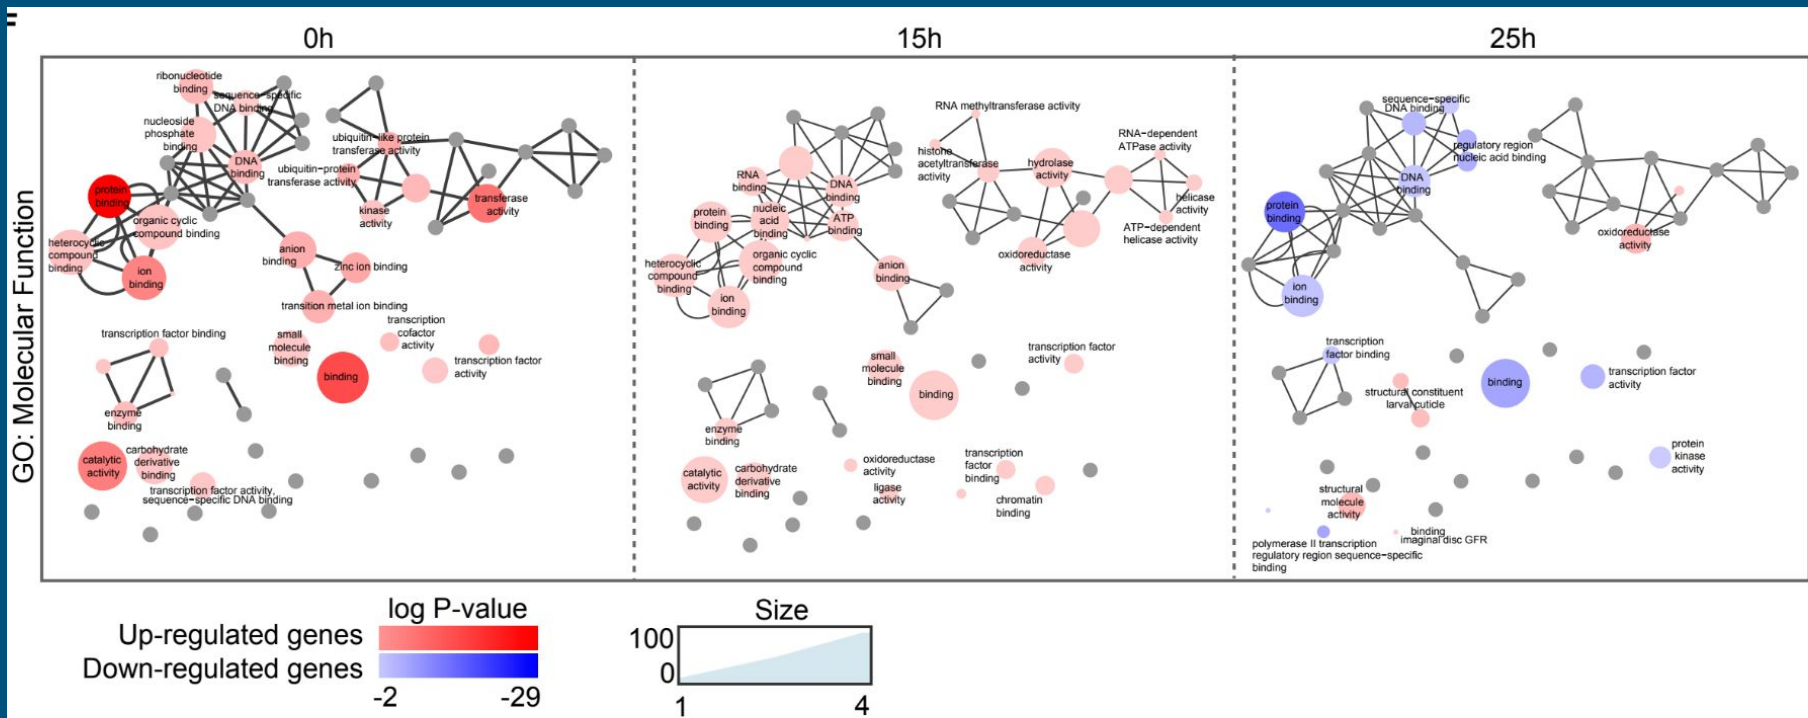 F
0h
15h
25h
GO: Molecular Function
ribonucleotide
binding
sequence-specific
DNA binding
nucleoside
phosphate
binding
DNA
binding
ubiquitin-like protein
transferase activity
ubiquitin-protein
transferase activity
kinase
activity
transferase
activity
protein
binding
organic cyclic
compound binding
heterocyclic
compound
binding
ion
binding
anion
binding
Zinc ion binding
transition metal ion binding
transcription factor binding
enzyme
binding
small
molecule
binding
transcription
cofactor
activity
transcription factor
activity
binding
catalytic
activity
carbohydrate
derivative
binding
transcription factor activity,
sequence-specific DNA binding
RNA methyltransferase activity
histone
acetyltransferase
activity
hydrolase
activity
RNA-dependent
ATPase activity
helicase
activity
ATP-dependent
helicase activity
oxidoreductase
activity
RNA
binding
DNA
binding
protein
binding
nucleic
acid
binding
ATP
binding
heterocyclic
compound
binding
organic cyclic
compound
binding
ion
binding
anion
binding
small
molecule
binding
transcription factor
activity
binding
enzyme
binding
catalytic
activity
carbohydrate
derivative
binding
oxidoreductase
activity
ligase
activity
transcription
factor
binding
chromatin
binding
sequence-specific
DNA binding
regulatory region
nucleic acid binding
DNA
binding
protein
binding
ion
binding
oxidoreductase
activity
transcription
factor binding
structural constituent
larval cuticle
binding
transcription factor
activity
protein
kinase
activity
structural
molecule
activity
binding
imaginal disc GFR
polymerase II transcription
regulatory region sequence-specific
binding
log P-value
Up-regulated genes
Down-regulated genes
-2
-29
Size
100
0
1
4